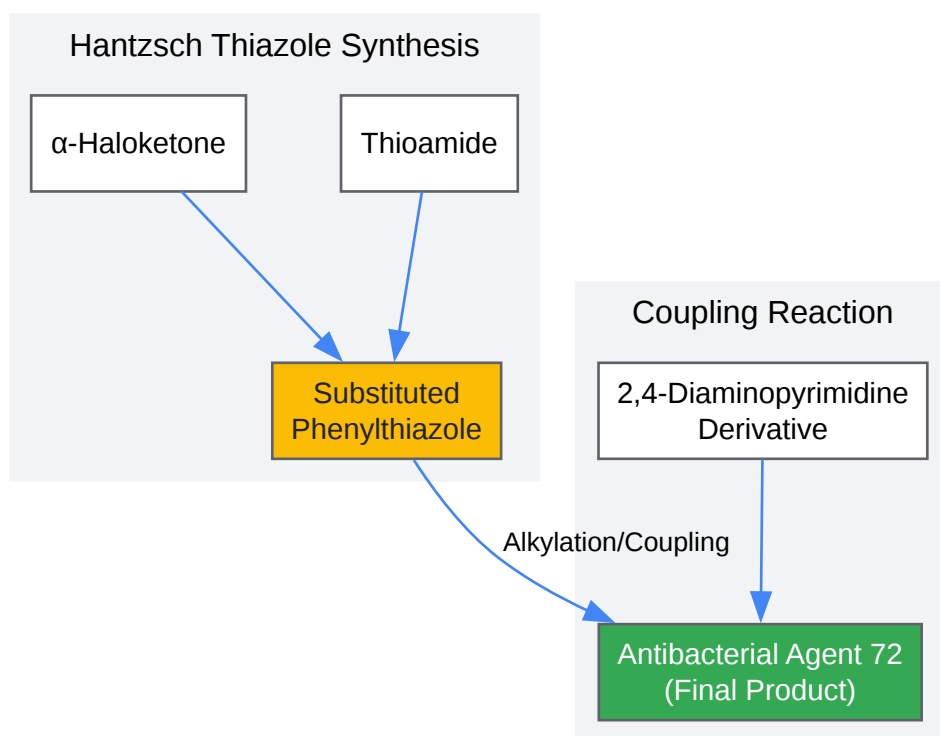 Hantzsch Thiazole Synthesis
α-Haloketone
Thioamide
Substituted
Phenylthiazole
Coupling Reaction
2,4-Diaminopyrimidine
Derivative
Alkylation/Coupling
Antibacterial Agent 72
(Final Product)